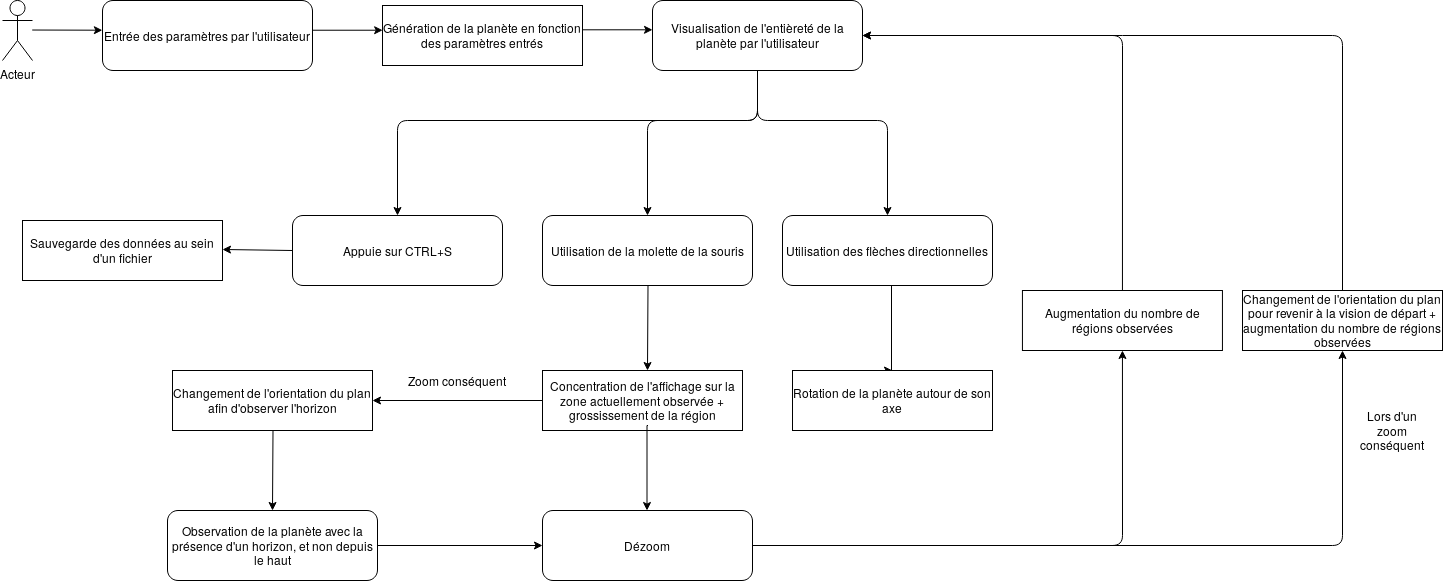 Acteur
Entrée des paramètres par l'utilisateur
Génération de la planète en fonction
des paramètres entrés
Visualisation de l'entièreté de la
planète par l'utilisateur
Sauvegarde des données au sein
d'un fichier
Appuie sur CTRL+S
Utilisation de la molette de la souris
Utilisation des flèches directionnelles
Augmentation du nombre de
régions observées
Changement de l'orientation du plan
pour revenir à la vision de départ +
augmentation du nombre de régions
observées
Changement de l'orientation du plan
afin d'observer l'horizon
Zoom conséquent
Concentration de l'affichage sur la
zone actuellement observée +
grossissement de la région
Rotation de la planète autour de son
axe
Lors d'un
zoom
conséquent
Observation de la planète avec la
présence d'un horizon, et non depuis
le haut
Dézoom